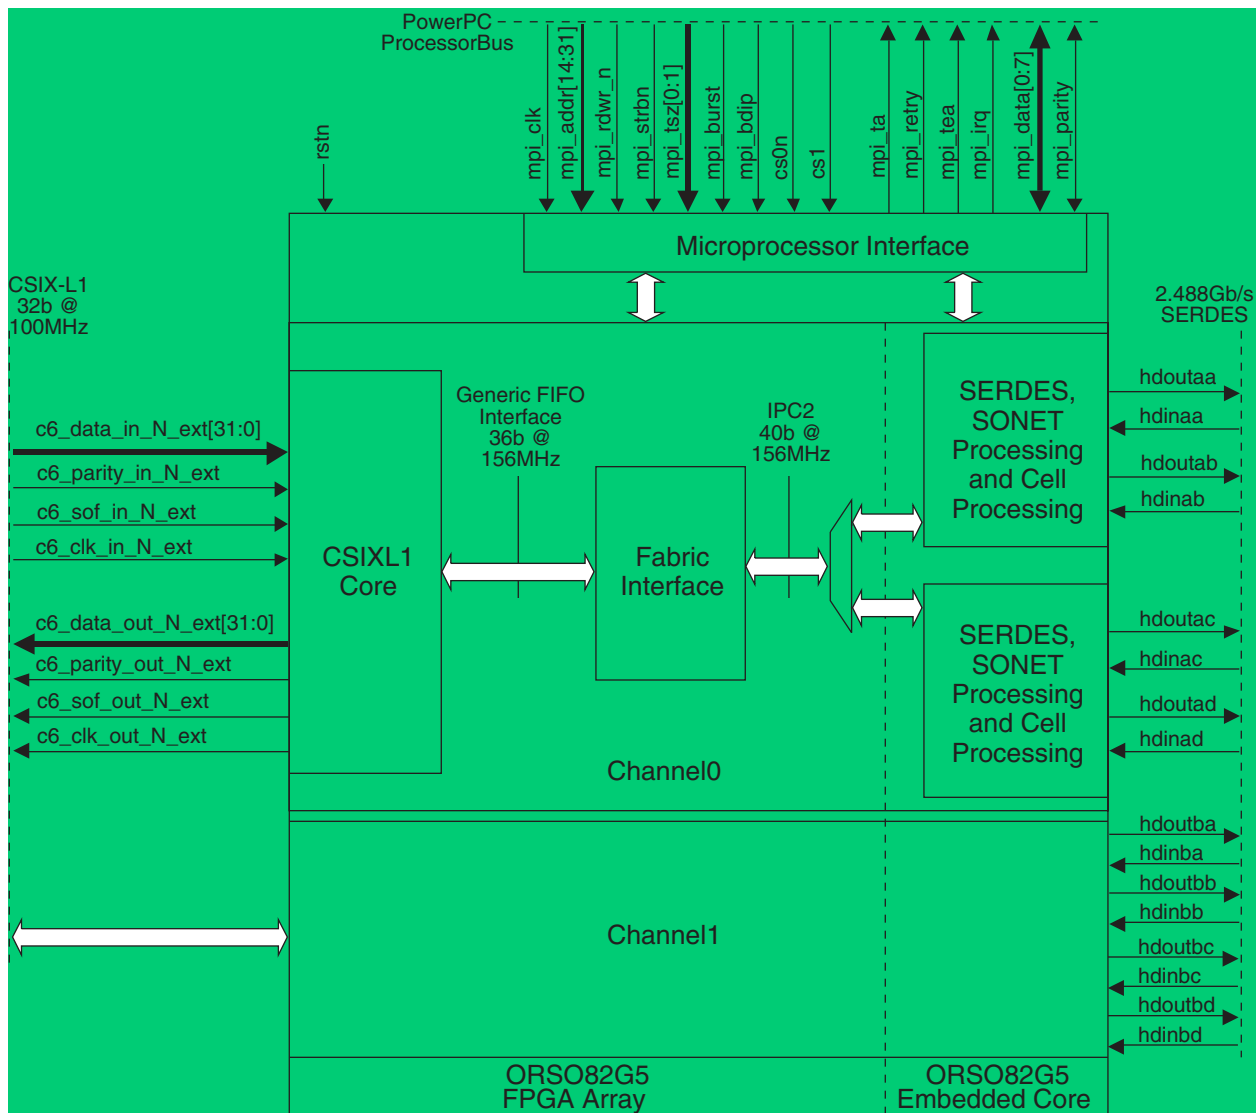 PowerPC
ProcessorBus
rstn
mpi_clk
mpi_addr[14:31]
mpi_rdwr_n
mpi_strbn
mpi_tsz[0:1]
mpi_burst
mpi_bdip
cs0n
cs1
mpi_ta
mpi_retry
mpi_tea
mpi_irq
mpi_data[0:7]
mpi_parity
Microprocessor Interface
CSIX-L1
32b @
100MHz
2.488Gb/s
SERDES
c6_data_in_N_ext[31:0]
c6_parity_in_N_ext
c6_sof_in_N_ext
c6_clk_in_N_ext
c6_data_out_N_ext[31:0]
c6_parity_out_N_ext
c6_sof_out_N_ext
c6_clk_out_N_ext
CSIXL1
Core
Generic FIFO
Interface
36b @
156MHz
Fabric
Interface
IPC2
40b @
156MHz
SERDES,
SONET
Processing
and Cell
Processing
SERDES,
SONET
Processing
and Cell
Processing
hdoutaa
hdinaa
hdoutab
hdinab
hdoutac
hdinac
hdoutad
hdinad
Channel0
hdoutba
hdinba
hdoutbb
hdinbb
hdoutbc
hdinbc
hdoutbd
hdinbd
Channel1
ORSO82G5
FPGA Array
ORSO82G5
Embedded Core